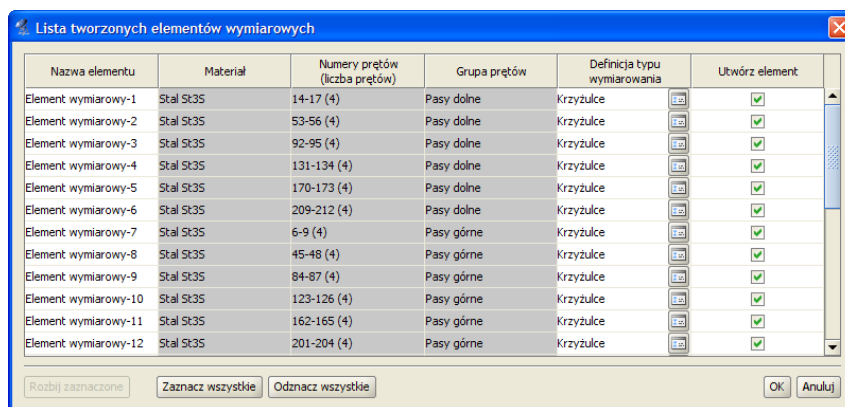 Lista tworzonych elementów wymiarowych
Nazwa elementu Materiał Numery prętów (liczba prętów) Grupa prętów Definicja typu wymiarowania Utwórz element
Element wymiarowy-1 Stal St3S 14-17 (4) Pasy dolne Krzyżulce
Element wymiarowy-2 Stal St3S 53-56 (4) Pasy dolne Krzyżulce
Element wymiarowy-3 Stal St3S 92-95 (4) Pasy dolne Krzyżulce
Element wymiarowy-4 Stal St3S 131-134 (4) Pasy dolne Krzyżulce
Element wymiarowy-5 Stal St3S 170-173 (4) Pasy dolne Krzyżulce
Element wymiarowy-6 Stal St3S 209-212 (4) Pasy dolne Krzyżulce
Element wymiarowy-7 Stal St3S 6-9 (4) Pasy górne Krzyżulce
Element wymiarowy-8 Stal St3S 45-48 (4) Pasy górne Krzyżulce
Element wymiarowy-9 Stal St3S 84-87 (4) Pasy górne Krzyżulce
Element wymiarowy-10 Stal St3S 123-126 (4) Pasy górne Krzyżulce
Element wymiarowy-11 Stal St3S 162-165 (4) Pasy górne Krzyżulce
Element wymiarowy-12 Stal St3S 201-204 (4) Pasy górne Krzyżulce
Rozbij zaznaczone Zaznacz wszystkie Odznacz wszystkie OK Anuluj